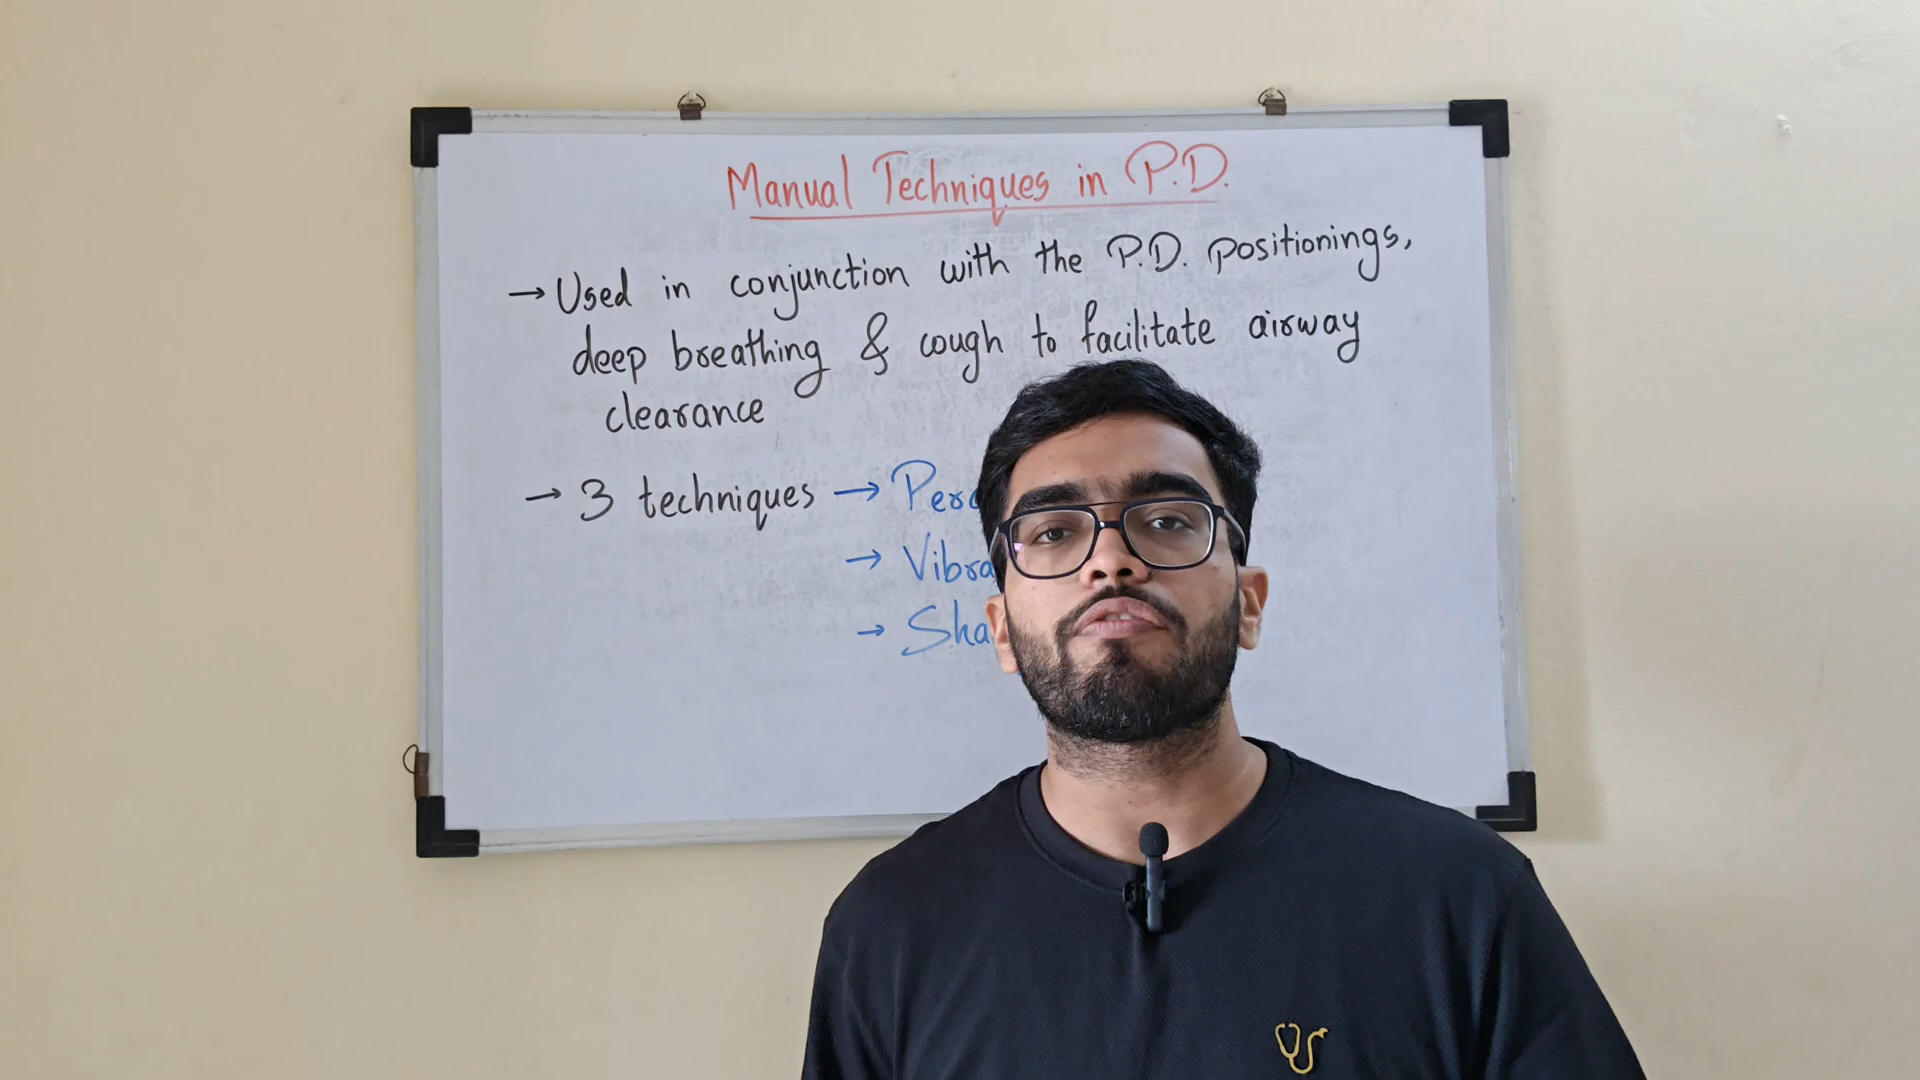 Manual Techniques in P.D.
→ Used in conjunction with the P.D. positionings,
deep breathing & cough to facilitate airway
clearance
→ 3 techniques →
→
→